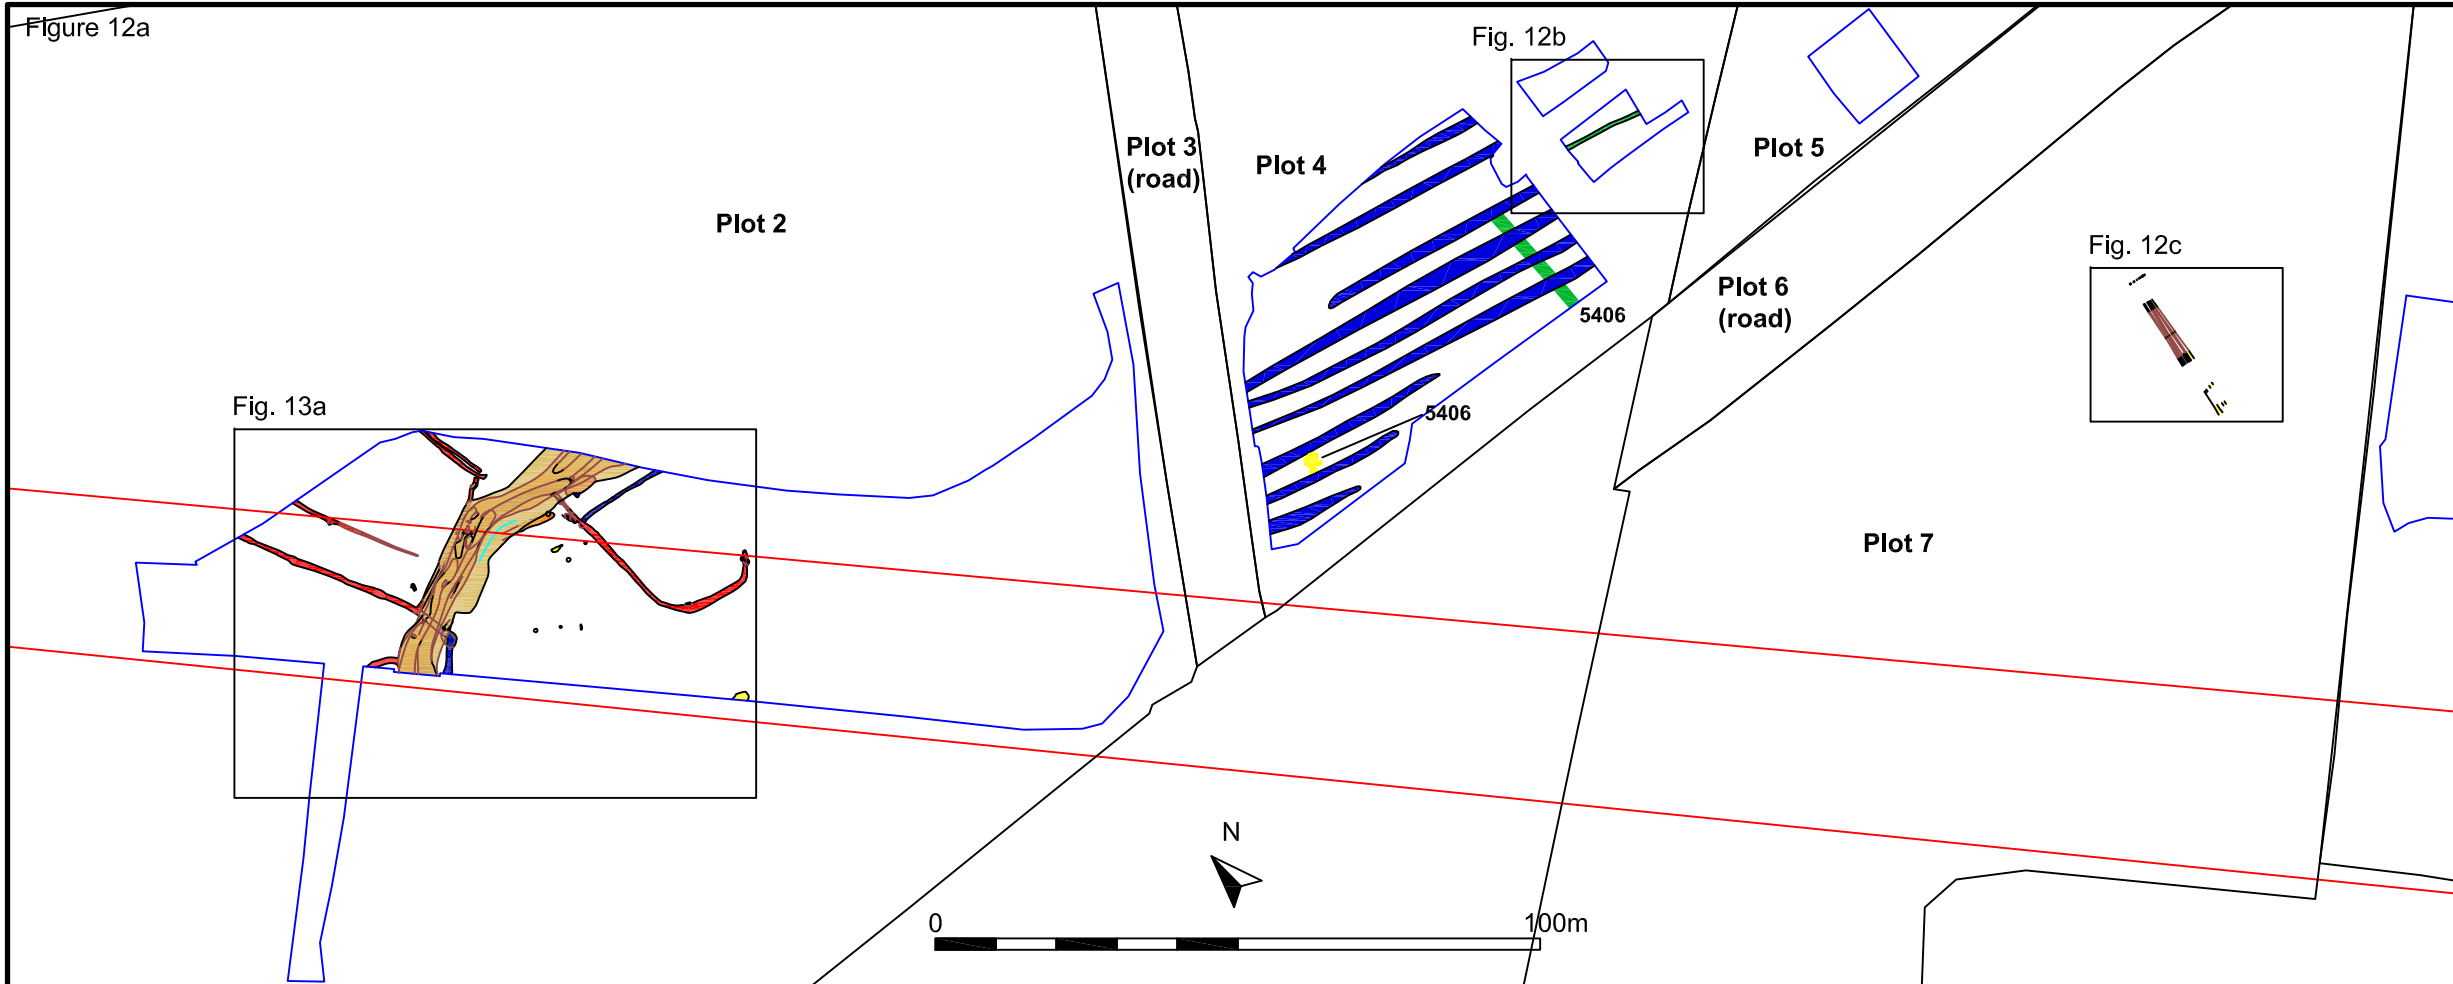 Figure 12a
Fig. 12b
Plot 3
(road)
Plot 4
Plot 5
Plot 2
Fig. 12c
Plot 6
(road)
5406
Fig. 13a
5406
Plot 7
N
0
100m